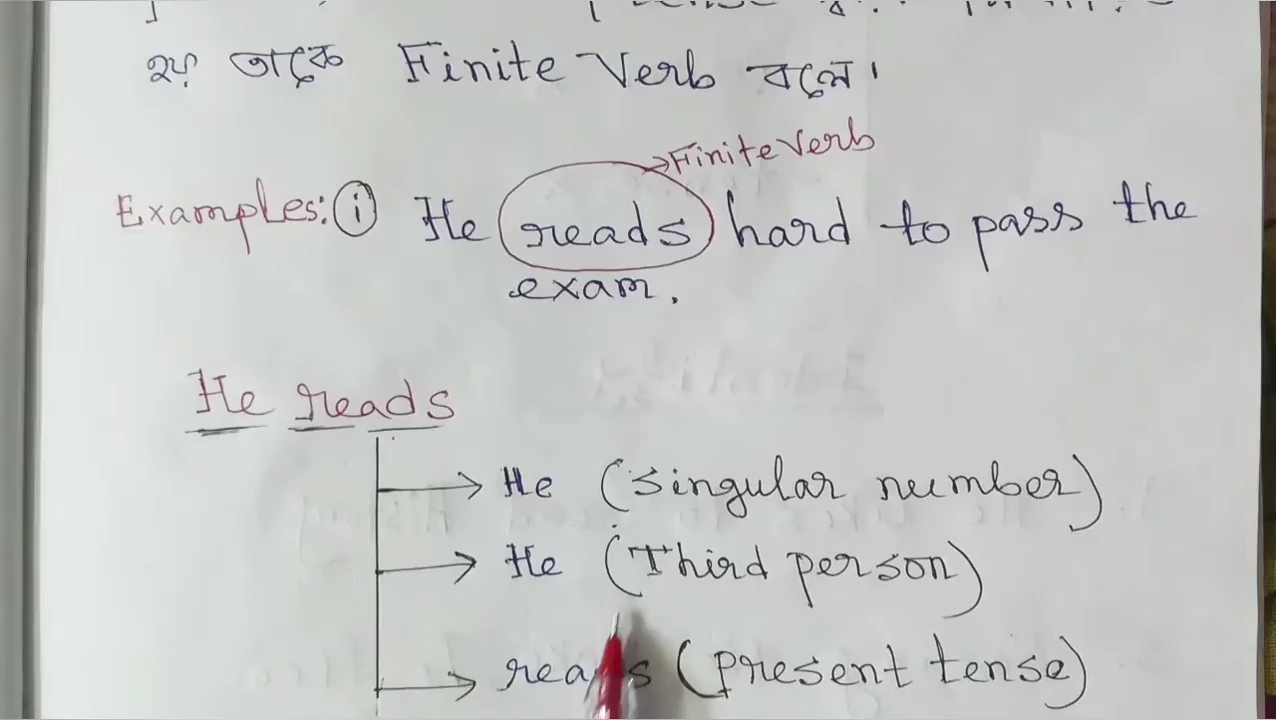 হয় তাকে Finite Verb বলে।
→Finite Verb
Examples: i He reads hard to pass the
exam.
He reads
→ He (Singular number)
→ He (Third person)
→ reads (present tense)